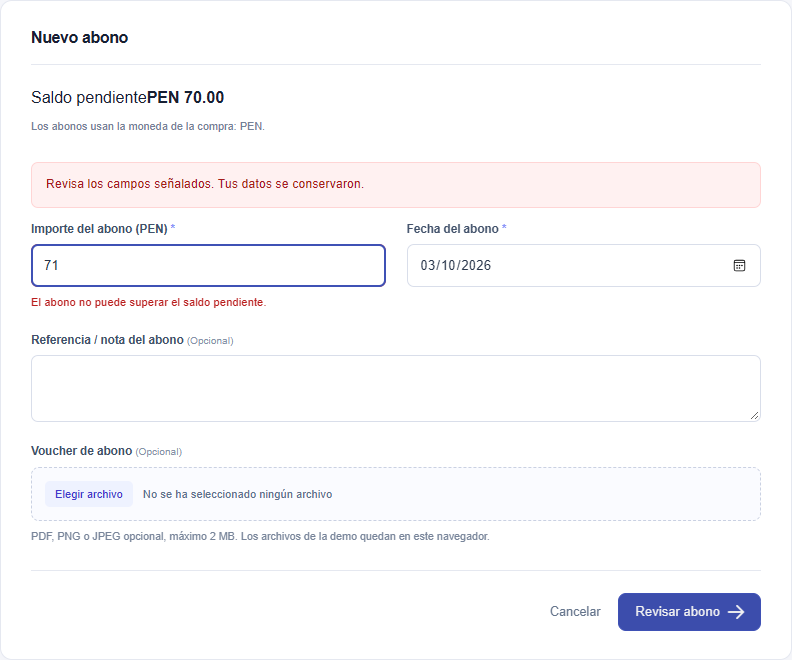 Nuevo abono
Saldo pendientePEN 70.00
Los abonos usan la moneda de la compra: PEN.
Revisa los campos señalados. Tus datos se conservaron.
Importe del abono (PEN) *
Fecha del abono *
71
03/10/2026
El abono no puede superar el saldo pendiente.
Referencia / nota del abono (Opcional)
Voucher de abono (Opcional)
Elegir archivo No se ha seleccionado ningún archivo
PDF, PNG o JPEG opcional, máximo 2 MB. Los archivos de la demo quedan en este navegador.
Cancelar
Revisar abono →